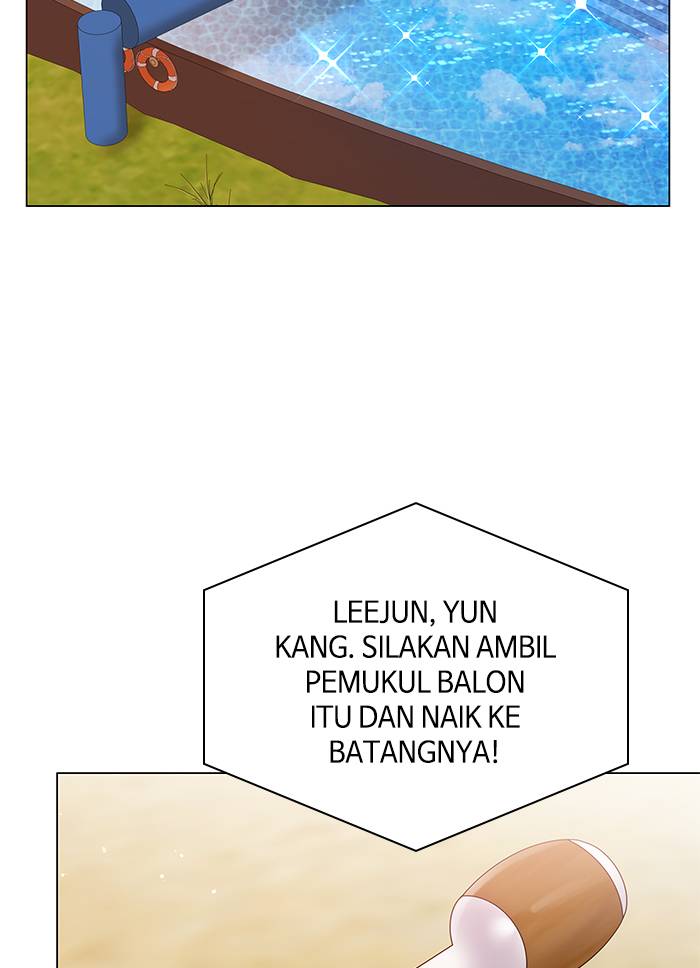 LEEJUN, YUN
KANG. SILAKAN AMBIL
PEMUKUL BALON
ITU DAN NAIK KE
BATANGNYA!